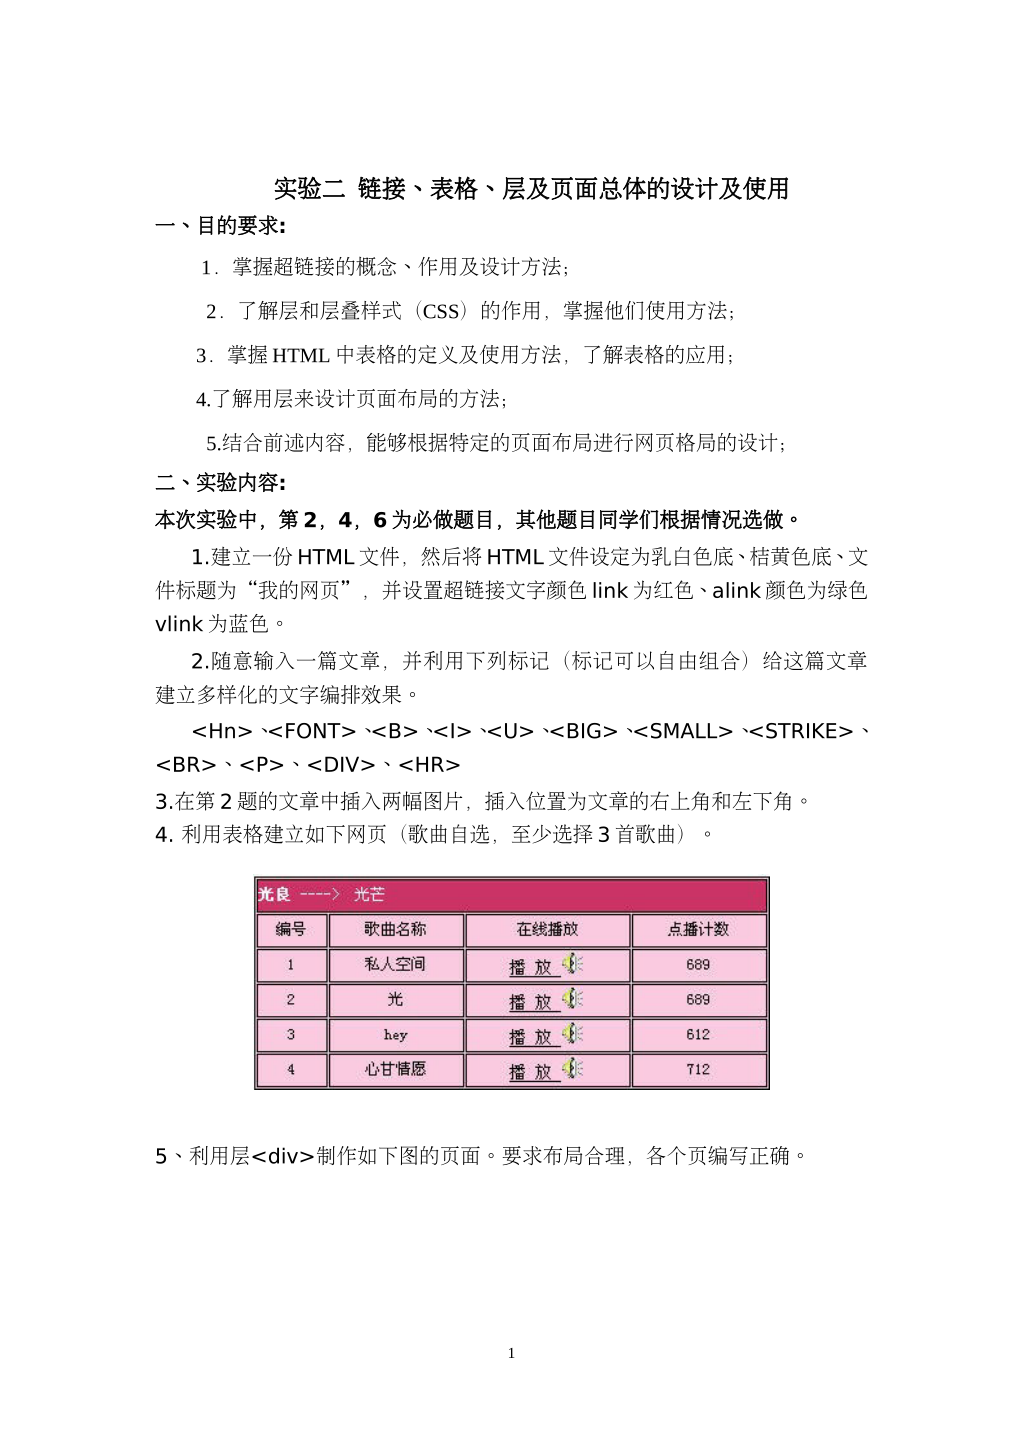 实验二 链接、表格、层及页面总体的设计及使用
一、目的要求:
1．掌握超链接的概念、作用及设计方法；
2．了解层和层叠样式（CSS）的作用，掌握他们使用方法；
3．掌握 HTML 中表格的定义及使用方法，了解表格的应用；
4.了解用层来设计页面布局的方法；
5.结合前述内容，能够根据特定的页面布局进行网页格局的设计；
二、实验内容:
本次实验中，第 2，4，6 为必做题目，其他题目同学们根据情况选做。
1.建立一份 HTML 文件，然后将 HTML 文件设定为乳白色底、桔黄色底、文
件标题为“我的网页”，并设置超链接文字颜色 link 为红色、alink 颜色为绿色
vlink 为蓝色。
2.随意输入一篇文章，并利用下列标记（标记可以自由组合）给这篇文章
建立多样化的文字编排效果。
<Hn>、<FONT>、<B>、<I>、<U>、<BIG>、<SMALL>、<STRIKE>、
<BR>、<P>、<DIV>、<HR>
3.在第 2 题的文章中插入两幅图片，插入位置为文章的右上角和左下角。
4. 利用表格建立如下网页（歌曲自选，至少选择 3 首歌曲）。
光良 ----> 光芒
编号 歌曲名称 在线播放 点播计数
1 私人空间 播 放 689
2 光 播 放 689
3 hey 播 放 612
4 心甘情愿 播 放 712
5、利用层<div>制作如下图的页面。要求布局合理，各个页编写正确。
1